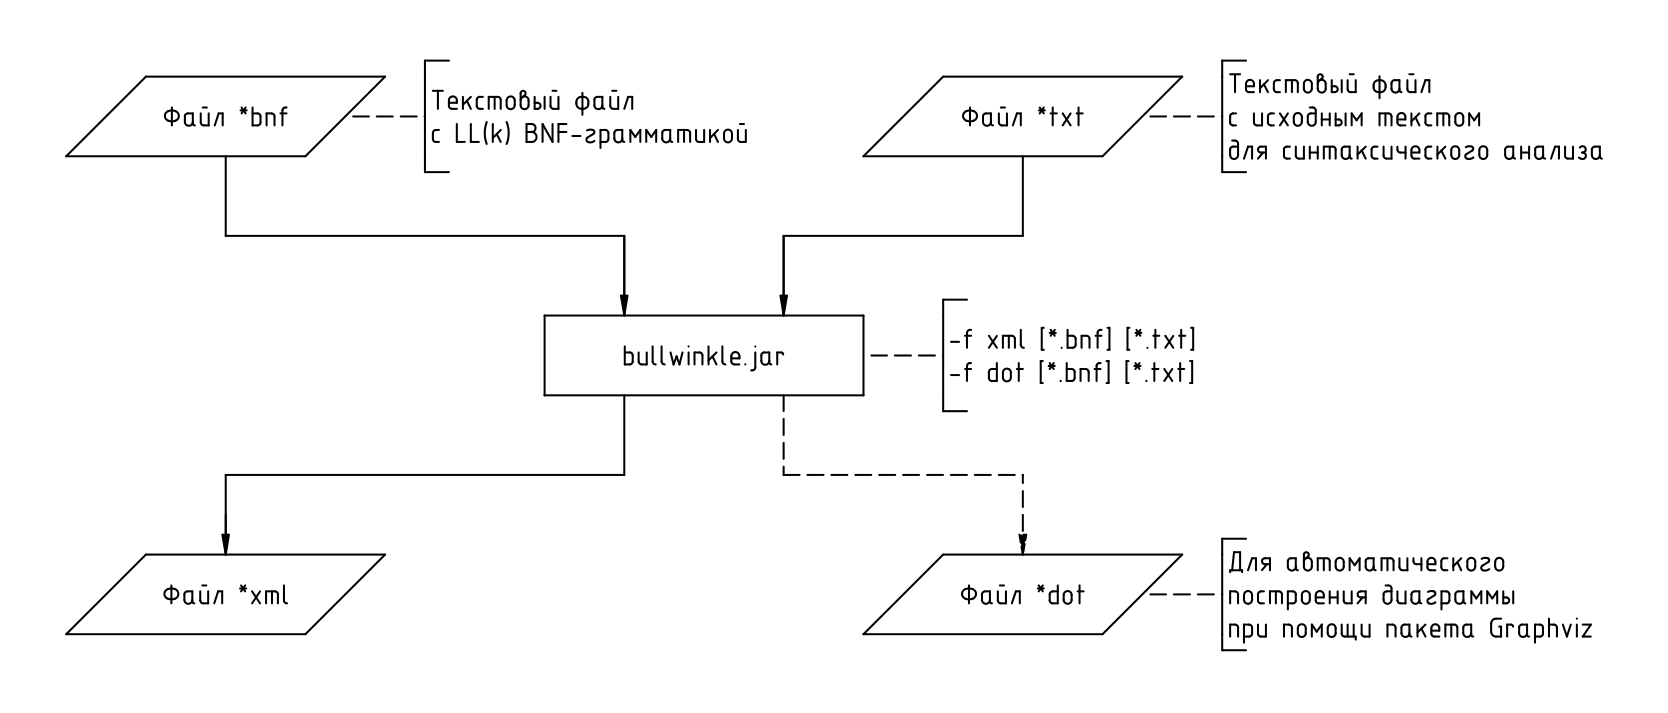 Файл *bnf
Текстовый файл
с LL(k) BNF-грамматикой
Файл *txt
Текстовый файл
с исходным текстом
для синтаксического анализа
bullwinkle.jar
-f xml [*.bnf] [*.txt]
-f dot [*.bnf] [*.txt]
Файл *xml
Файл *dot
Для автоматического
построения диаграммы
при помощи пакета Graphviz